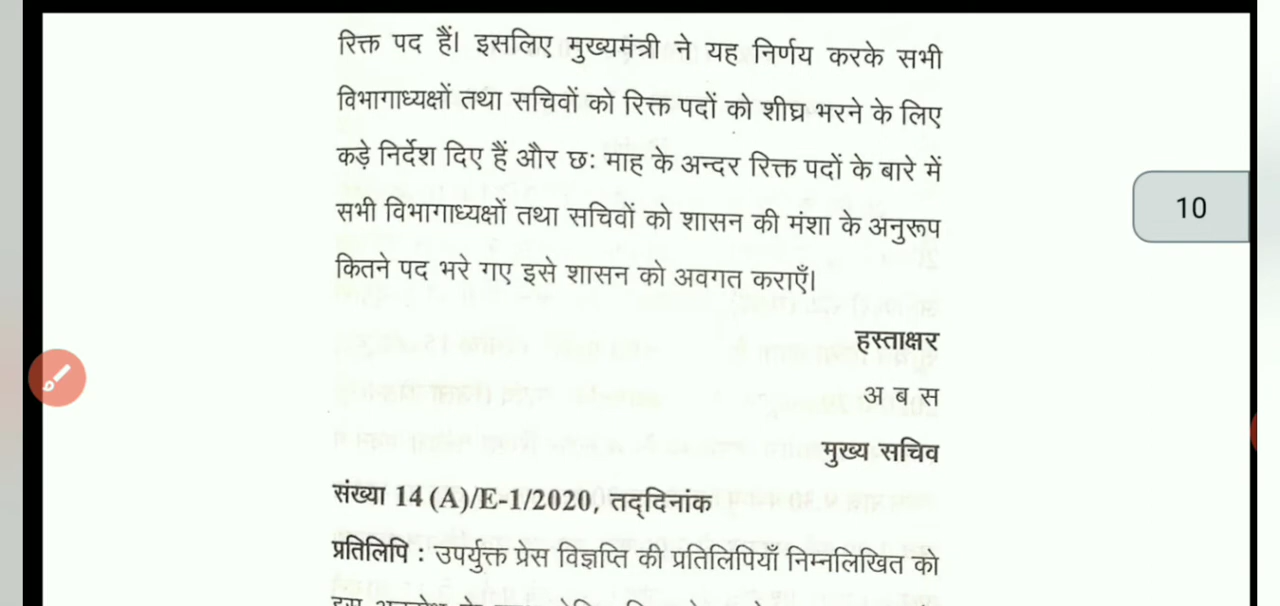 रिक्त पद हैं। इसलिए मुख्यमंत्री ने यह निर्णय करके सभी
विभागाध्यक्षों तथा सचिवों को रिक्त पदों को शीघ्र भरने के लिए
कड़े निर्देश दिए हैं और छः माह के अन्दर रिक्त पदों के बारे में
सभी विभागाध्यक्षों तथा सचिवों को शासन की मंशा के अनुरूप
कितने पद भरे गए इसे शासन को अवगत कराएँ।
10
हस्ताक्षर
अ ब स
मुख्य सचिव
संख्या 14 (A)/E-1/2020, तद्दिनांक
प्रतिलिपि : उपर्युक्त प्रेस विज्ञप्ति की प्रतिलिपियाँ निम्नलिखित को